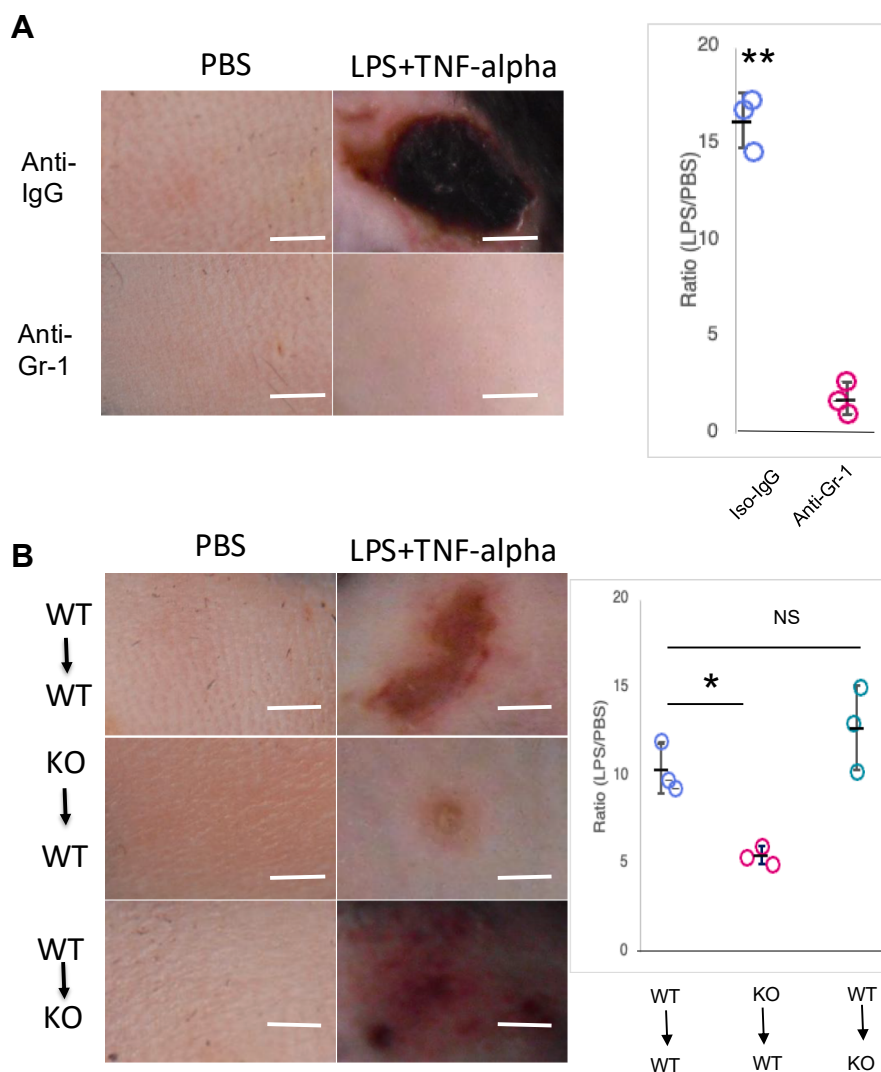 A
PBS
LPS+TNF-alpha
Anti-
IgG
Anti-
Gr-1
20
15
10
5
0
Ratio (LPS/PBS)
**
Iso-IgG
Anti-Gr-1
B
PBS
LPS+TNF-alpha
WT
WT
KO
WT
WT
KO
20
15
10
5
0
Ratio (LPS/PBS)
NS
*
WT KO WT
WT WT KO